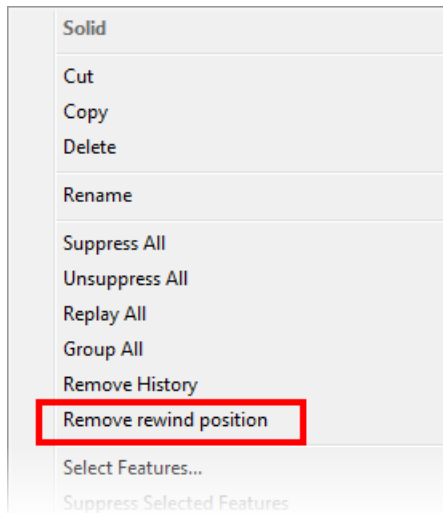 Solid
Cut
Copy
Delete
Rename
Suppress All
Unsuppress All
Replay All
Group All
Remove History
Remove rewind position
Select Features...
Suppress Selected Features